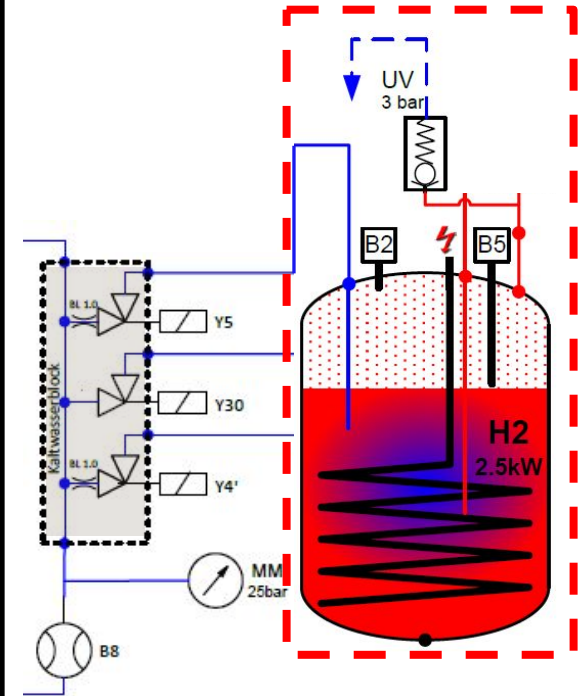 UV
3 bar
B2
B5
BL 1.0
Y5
Kaltwasserblock
Y30
H2
2.5kW
BL 1.0
Y4'
MM
25bar
B8